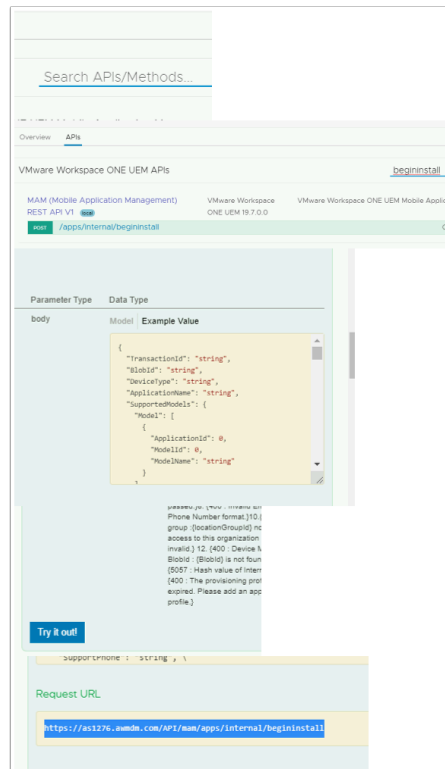 Search APIs/Methods...
Overview APIs
VMware Workspace ONE UEM APIs begininstall
MAM (Mobile Application Management) VMware Workspace VMware Workspace ONE UEM Mobile Applic
REST API V1 ONE UEM 19.7.0.0
POST /apps/internal/begininstall
Parameter Type Data Type
body Model Example Value
{
"TransactionId": "string",
"BlobId": "string",
"DeviceType": "string",
"ApplicationName": "string",
"SupportedModels": {
"Model": [
{
"ApplicationId": 0,
"ModelId": 0,
"ModelName": "string"
}
Phone Number format.}10.{
group :{locationGroupId} no
access to this organization
invalid.} 12. {400 : Device M
BlobId : {BlobId} is not foun
{5057 : Hash value of Intern
{400 : The provisioning prof
expired. Please add an app
profile.}
Try it out!
"SupportPhone": "string", \
Request URL
https://as1276.awmdm.com/API/mam/apps/internal/begininstall